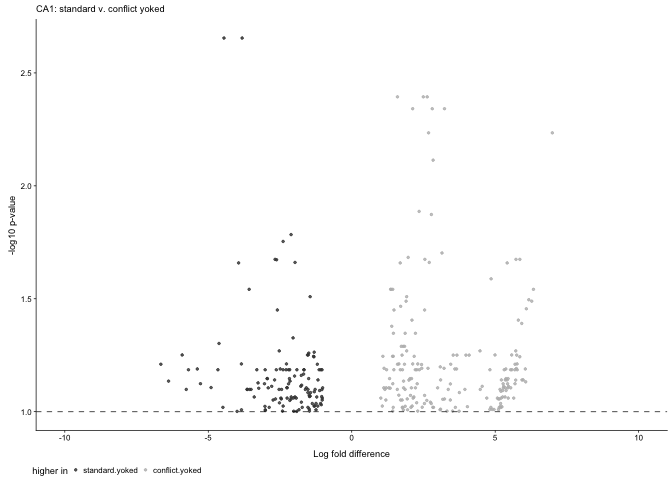 CA1: standard v. conflict yoked
2.5
2.0
1.5
1.0
-log10 p-value
-10 -5 0 5 10
Log fold difference
higher in standard.yoked conflict.yoked